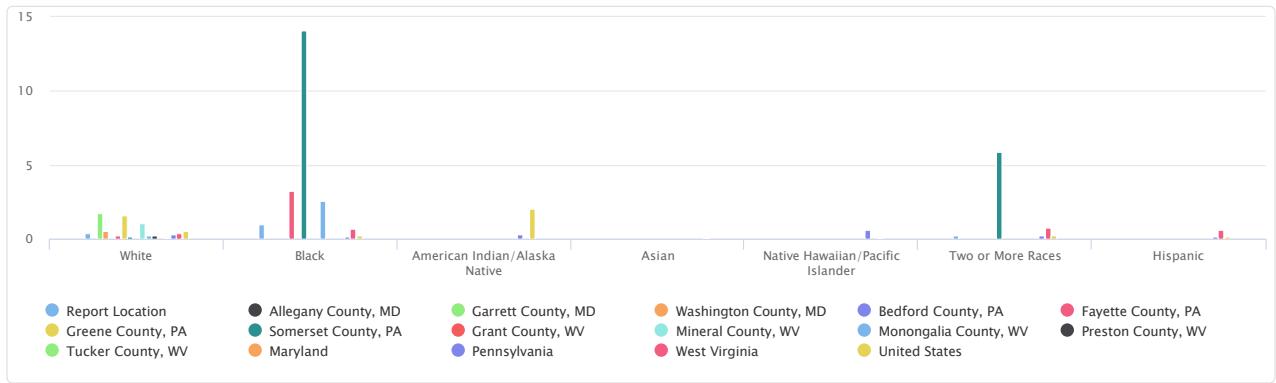 15
10
5
0
White
Black
American Indian/Alaska
Native
Asian
Native Hawaiian/Pacific
Islander
Two or More Races
Hispanic
Report Location
Allegany County, MD
Garrett County, MD
Washington County, MD
Bedford County, PA
Fayette County, PA
Greene County, PA
Somerset County, PA
Grant County, WV
Mineral County, WV
Monongalia County, WV
Preston County, WV
Tucker County, WV
Maryland
Pennsylvania
West Virginia
United States